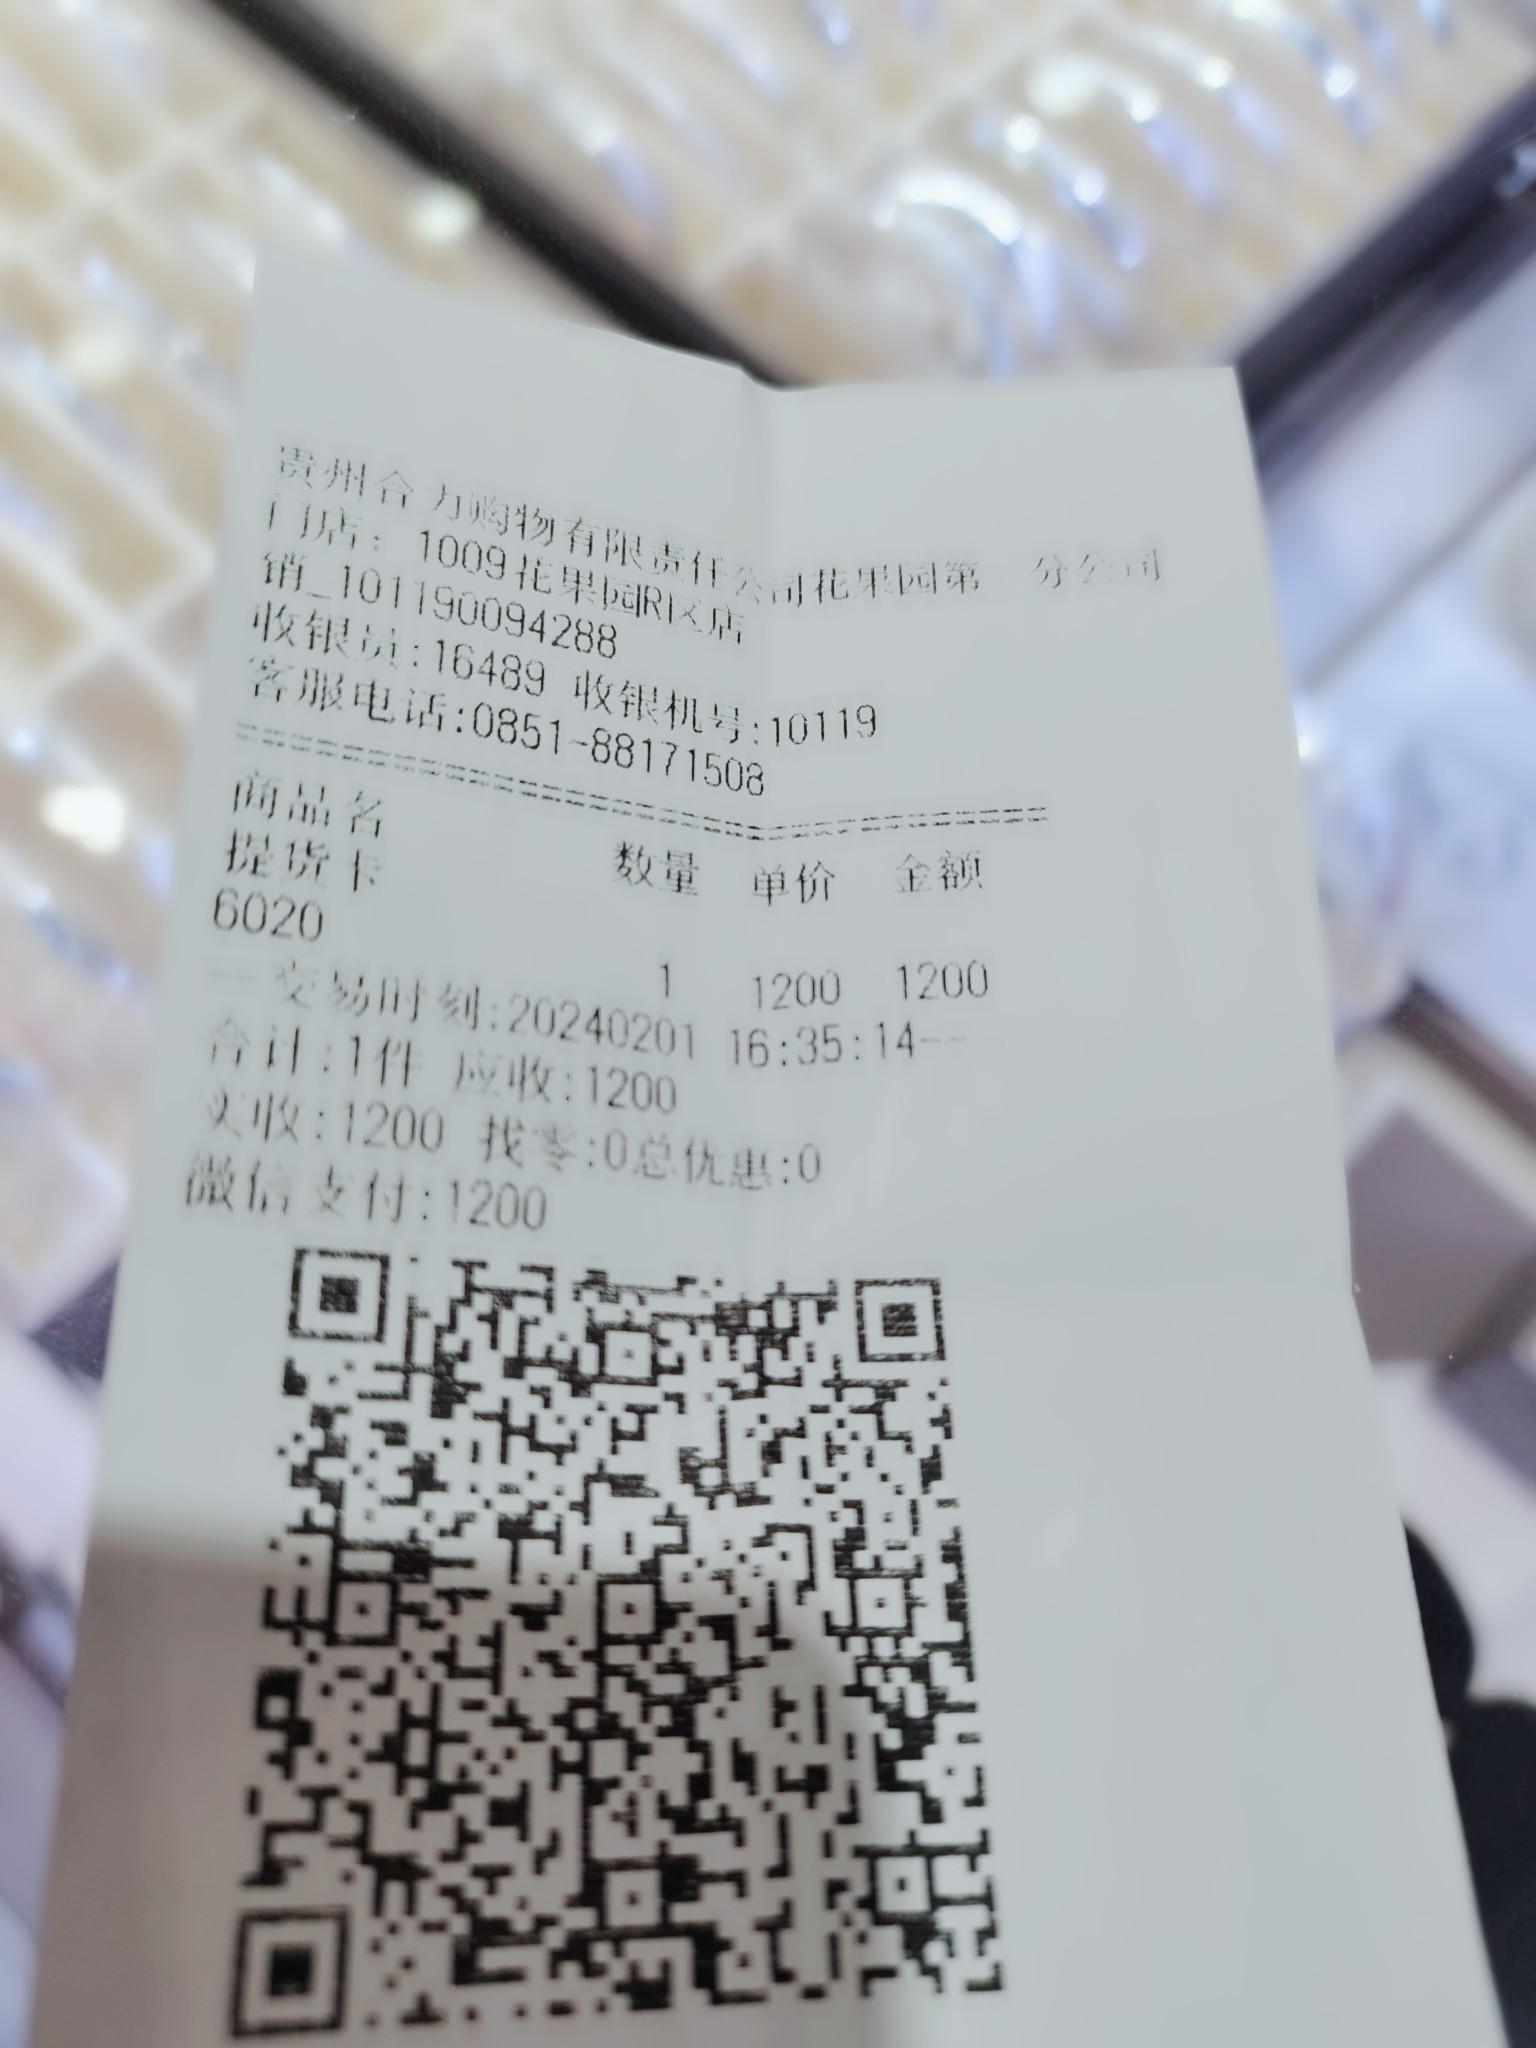 贵州合力购物有限责任公司花果园第 分公司
门店：1009花果园R区店
销_101190094288
收银员:16489 收银机号:10119
客服电话:0851-88171508
商品名 数量 单价 金额
提货卡
6020
1 1200 1200
--交易时刻:20240201 16:35:14--
合计:1件 应收:1200
实收:1200 找零:0总优惠:0
微信支付:1200